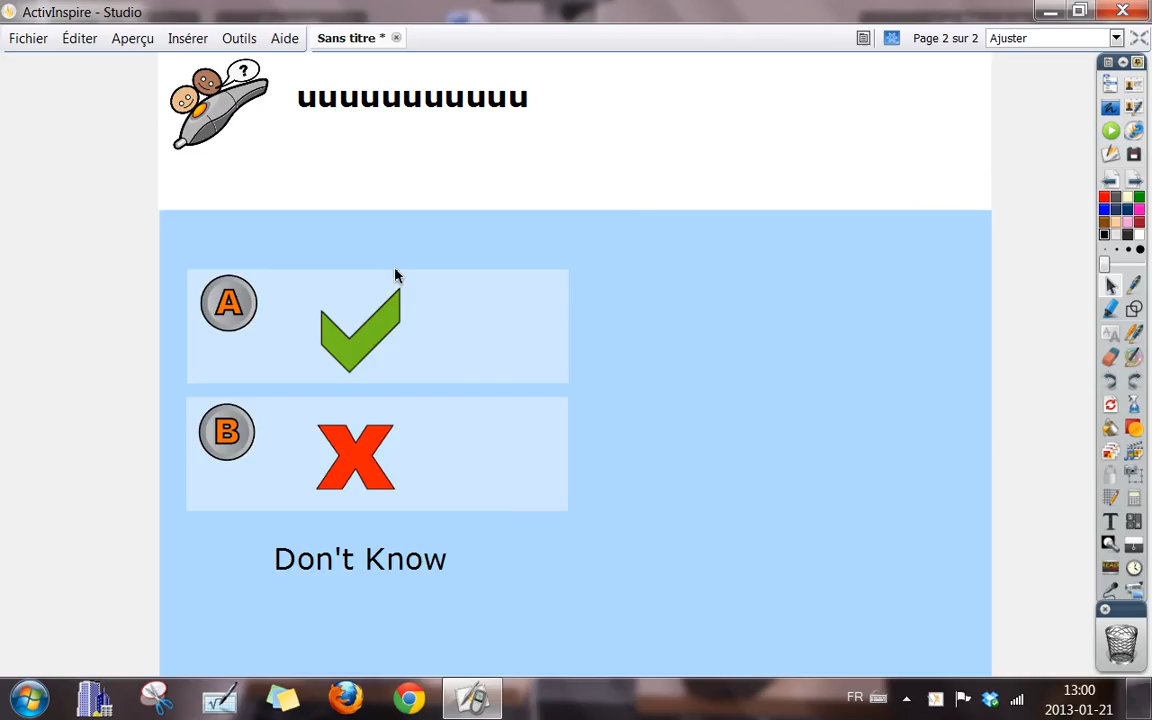 ActivInspire - Studio
Fichier Éditer Aperçu Insérer Outils Aide Sans titre * Page 2 sur 2 Ajuster
? uuuuuuuuuuu
A
B
X
Don't Know
FR 13:00
2013-01-21